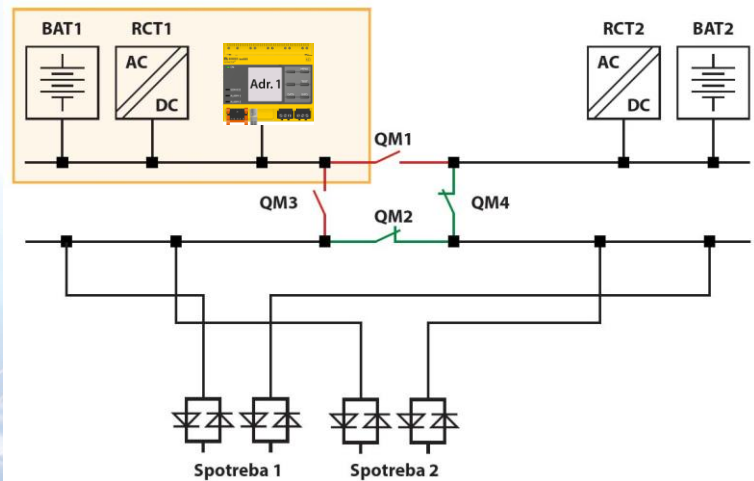 BAT1
RCT1
RCT2
BAT2
AC
DC
Adr. 1
AC
DC
QM1
QM3
QM2
QM4
Spotreba 1
Spotreba 2